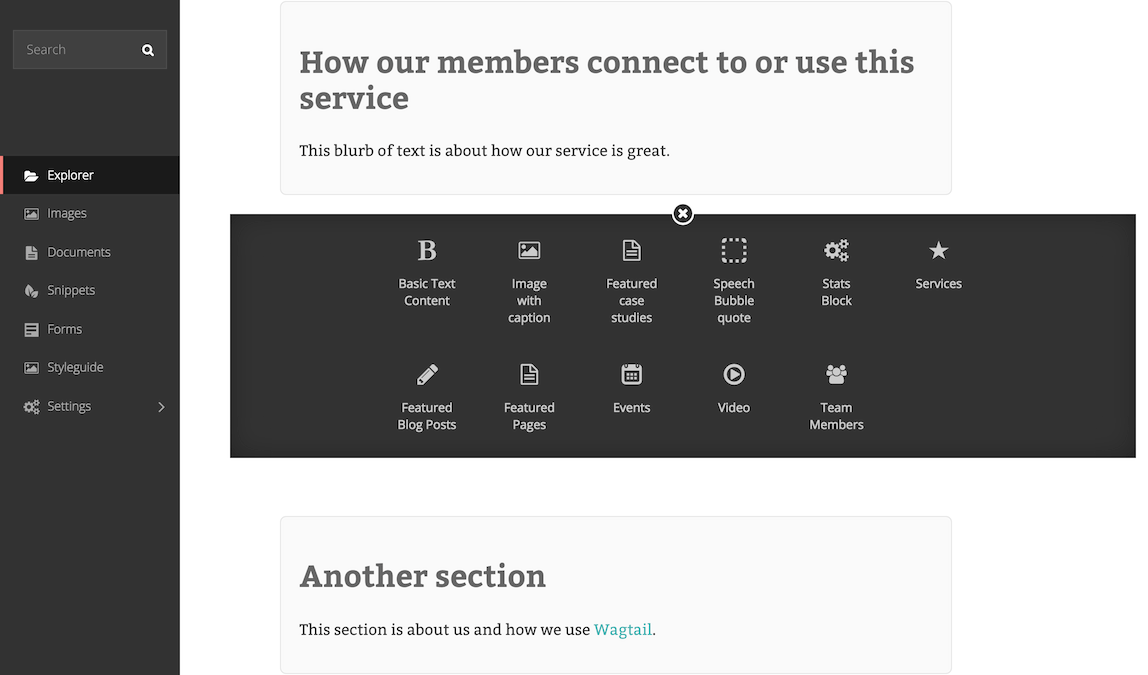 Search
Explorer
Images
Documents
Snippets
Forms
Styleguide
Settings
How our members connect to or use this
service
This blurb of text is about how our service is great.
Basic Text
Content
Image
with
caption
Featured
case
studies
Speech
Bubble
quote
Stats
Block
Services
Featured
Blog Posts
Featured
Pages
Events
Video
Team
Members
Another section
This section is about us and how we use Wagtail.